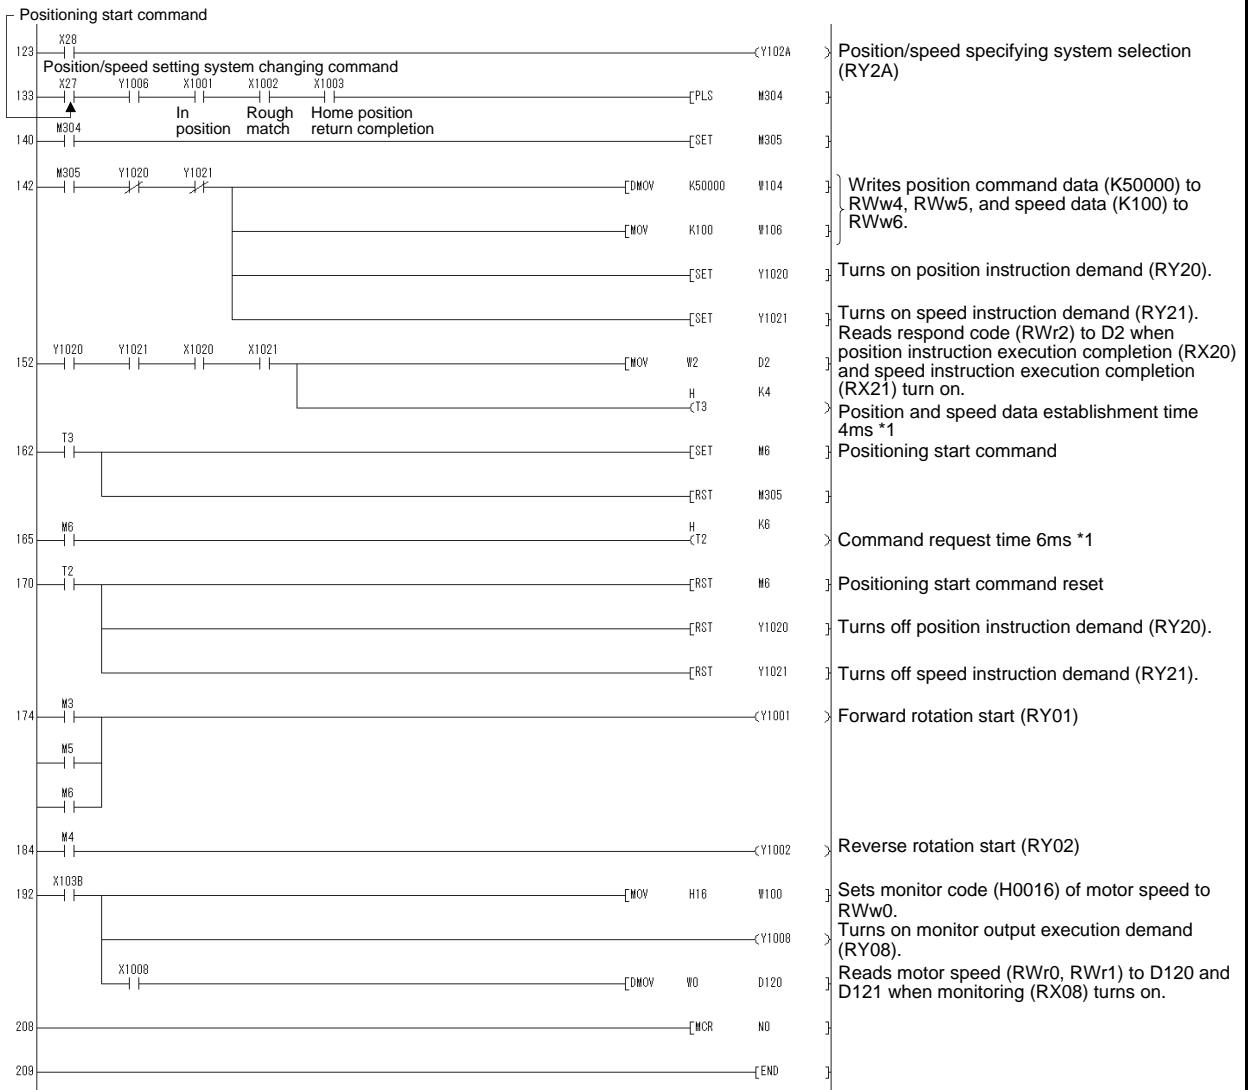 Positioning start command
X28
123 (Y102A ) Position/speed specifying system selection
(RY2A)
Position/speed setting system changing command
X27 Y1006 X1001 X1002 X1003
133 [PLS M304 ]
In Rough Home position
position match return completion
M304
140 [SET M305 ]
M305 Y1020 Y1021
142 [DMOV K50000 W104 ] Writes position command data (K50000) to
RWw4, RWw5, and speed data (K100) to
RWw6.
[MOV K100 W106 ]
[SET Y1020 ] Turns on position instruction demand (RY20).
[SET Y1021 ] Turns on speed instruction demand (RY21).
Reads respond code (RWr2) to D2 when
Y1020 Y1021 X1020 X1021
152 [MOV W2 D2 ] position instruction execution completion (RX20)
and speed instruction execution completion
(RX21) turn on.
H K4
(T3 ) Position and speed data establishment time
4ms *1
T3
162 [SET M6 ] Positioning start command
[RST M305 ]
M6 H K6
165 (T2 ) Command request time 6ms *1
T2
170 [RST M6 ] Positioning start command reset
[RST Y1020 ] Turns off position instruction demand (RY20).
[RST Y1021 ] Turns off speed instruction demand (RY21).
M3
174 (Y1001 ) Forward rotation start (RY01)
M5
M6
M4
184 (Y1002 ) Reverse rotation start (RY02)
X103B
192 [MOV H16 W100 ] Sets monitor code (H0016) of motor speed to
RWw0.
(Y1008 ) Turns on monitor output execution demand
(RY08).
X1008
[DMOV W0 D120 ] Reads motor speed (RWr0, RWr1) to D120 and
D121 when monitoring (RX08) turns on.
208 [MCR N0 ]
209 [END ]